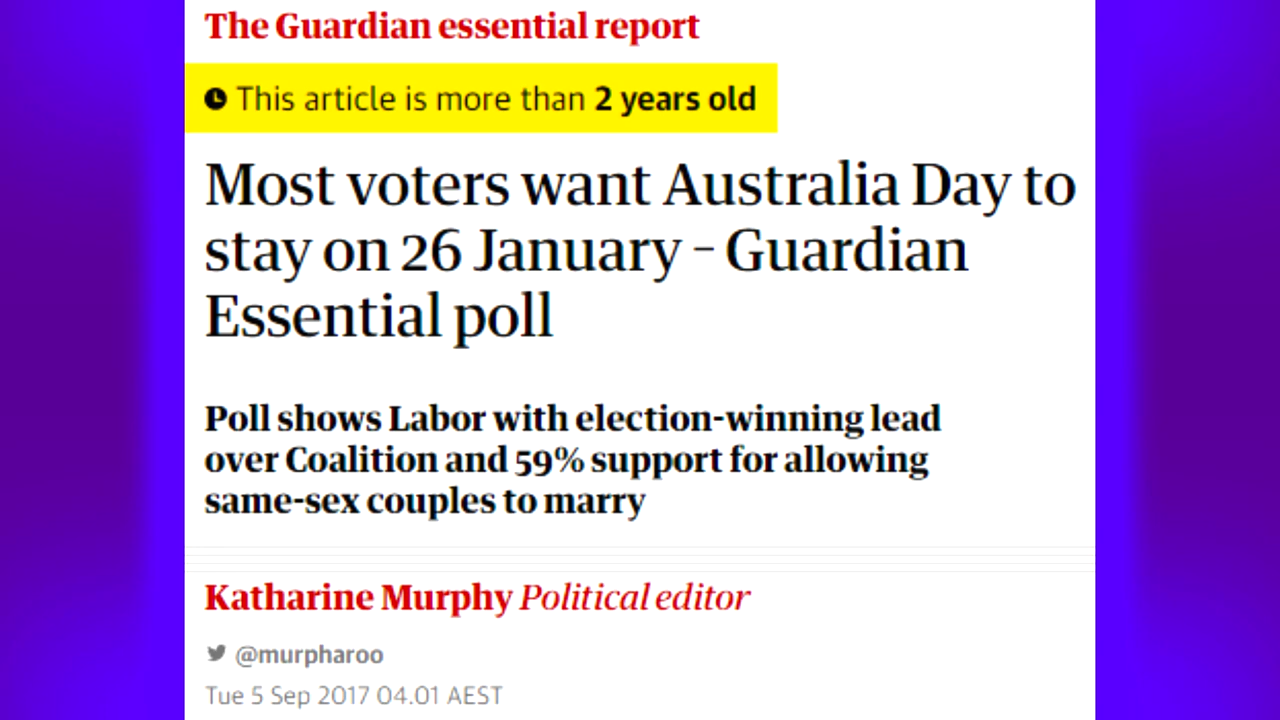 The Guardian essential report
This article is more than 2 years old
Most voters want Australia Day to
stay on 26 January – Guardian
Essential poll
Poll shows Labor with election-winning lead
over Coalition and 59% support for allowing
same-sex couples to marry
Katharine Murphy Political editor
@murpharoo
Tue 5 Sep 2017 04.01 AEST